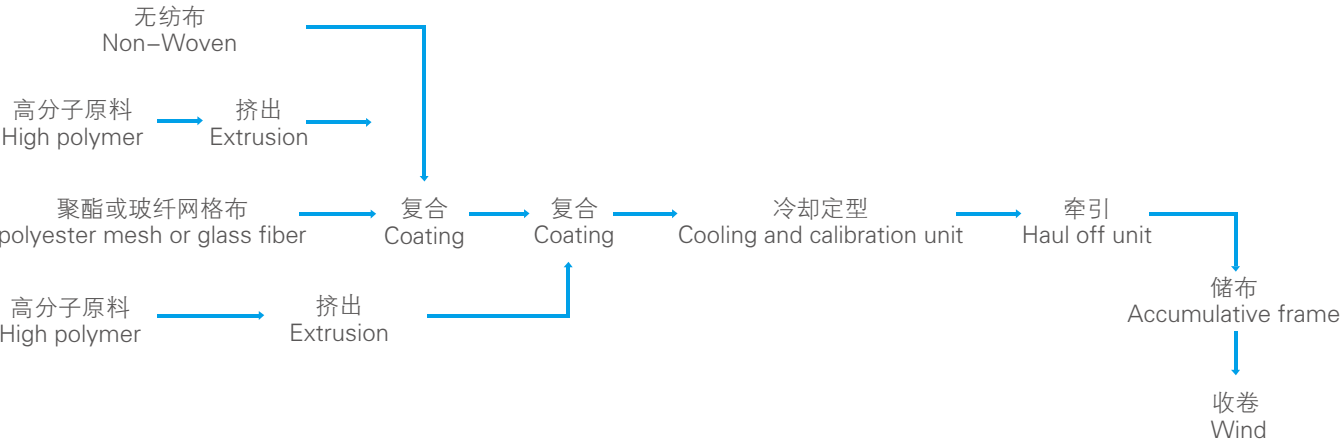 无纺布
Non-Woven
高分子原料
High polymer
挤出
Extrusion
聚酯或玻纤网格布
polyester mesh or glass fiber
复合
Coating
复合
Coating
冷却定型
Cooling and calibration unit
牵引
Haul off unit
高分子原料
High polymer
挤出
Extrusion
储布
Accumulative frame
收卷
Wind